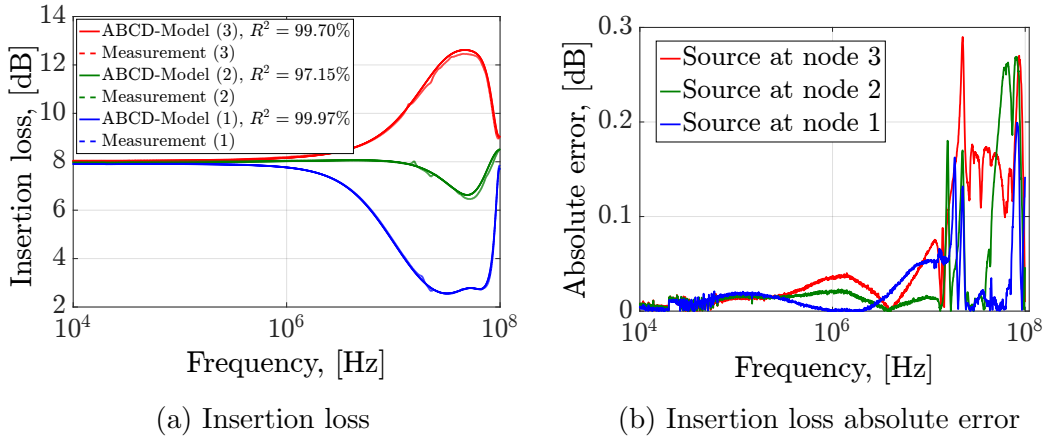 14
12
10
8
6
4
2
Insertion loss, [dB]
ABCD-Model (3), R² = 99.70%
Measurement (3)
ABCD-Model (2), R² = 97.15%
Measurement (2)
ABCD-Model (1), R² = 99.97%
Measurement (1)
10⁴ 10⁶ 10⁸
Frequency, [Hz]
(a) Insertion loss
0.3
0.2
0.1
0
Absolute error, [dB]
Source at node 3
Source at node 2
Source at node 1
10⁴ 10⁶ 10⁸
Frequency, [Hz]
(b) Insertion loss absolute error